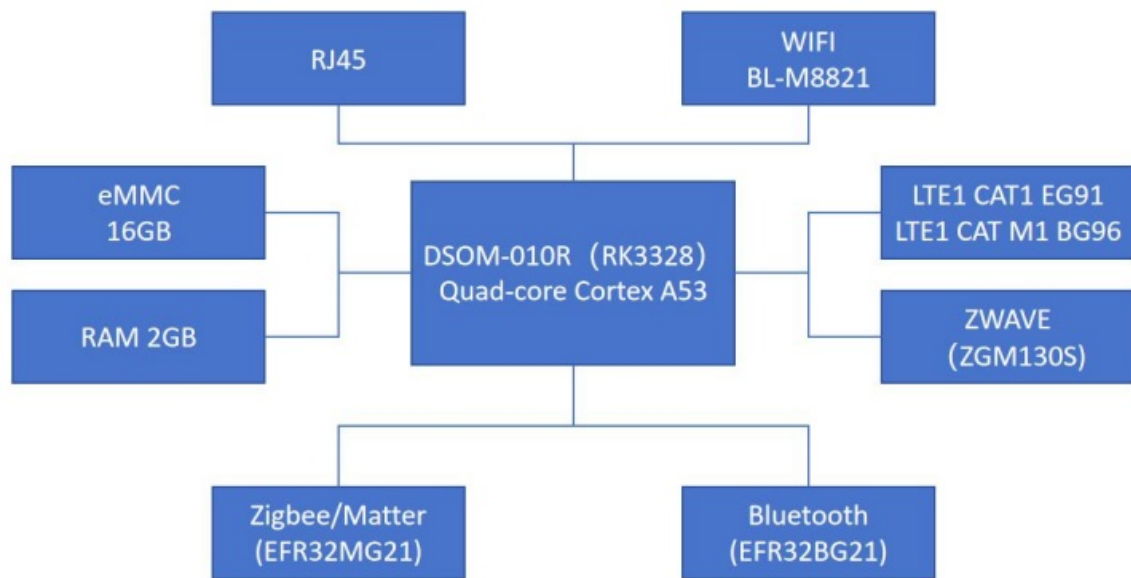 RJ45
WIFI
BL-M8821
eMMC
16GB
DSOM-010R（RK3328）
Quad-core Cortex A53
LTE1 CAT1 EG91
LTE1 CAT M1 BG96
RAM 2GB
ZWAVE
（ZGM130S）
Zigbee/Matter
(EFR32MG21)
Bluetooth
(EFR32BG21)